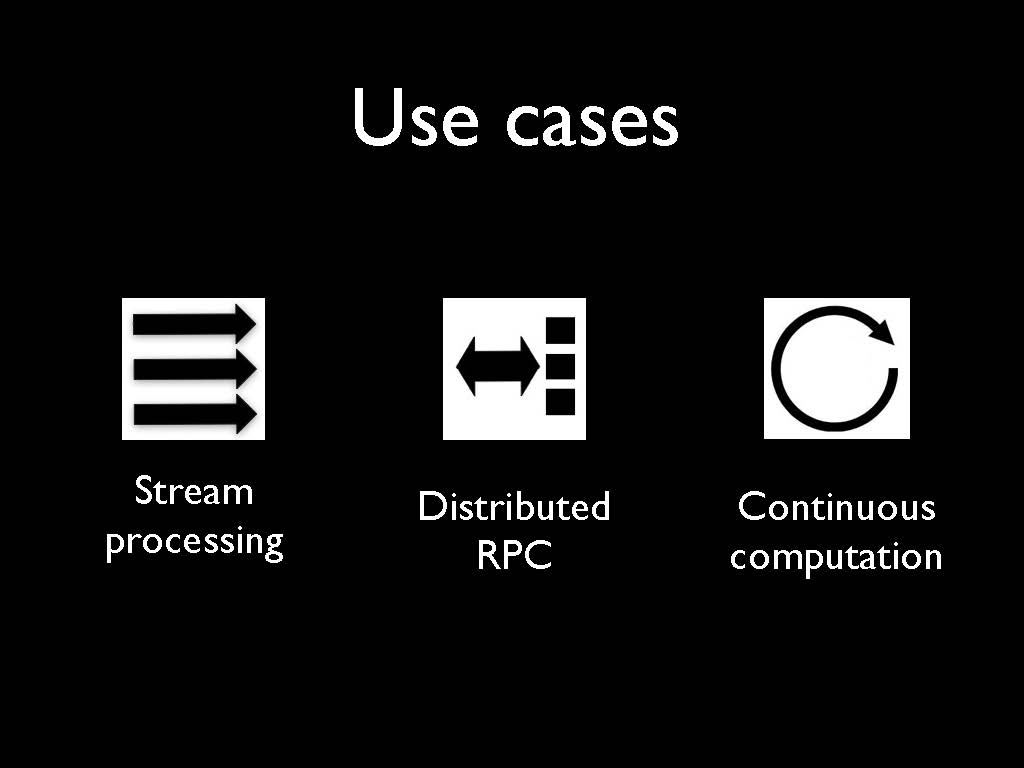 Use cases
Stream
processing
Distributed
RPC
Continuous
computation